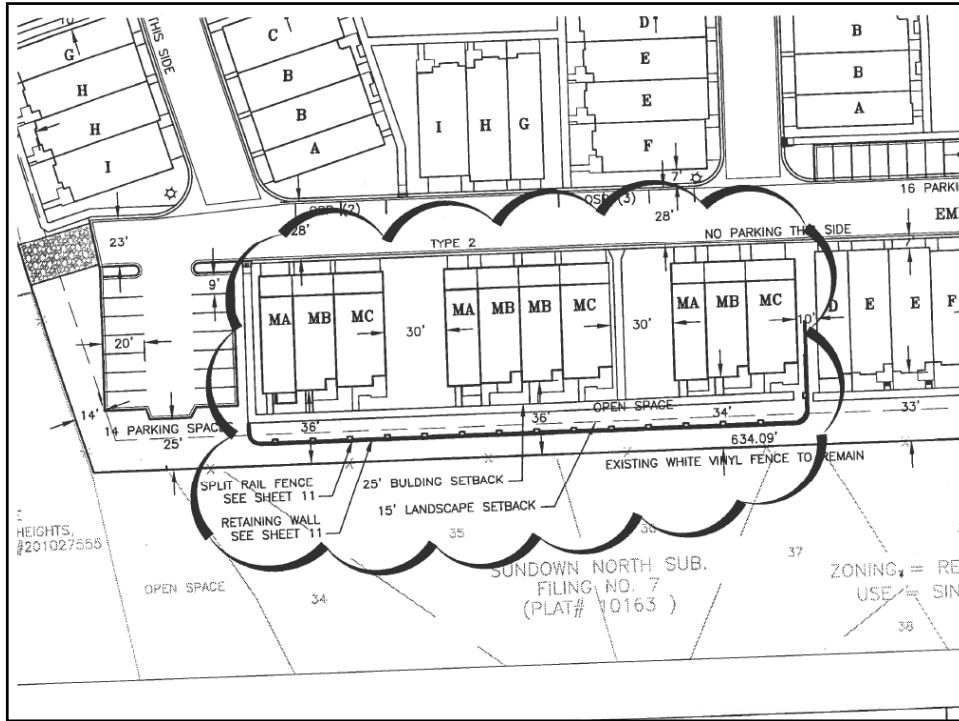 THIS SIDE
G
H
H
I
C
B
B
A
I
H
G
D
E
E
F
B
B
A
7'
16 PARKI
OSP (3)
28'
28'
TYPE 2
NO PARKING THIS SIDE
23'
9'
20'
14'
14 PARKING SPACES
25'
MA
MB
MC
30'
MA
MB
MB
MC
30'
MA
MB
MC
10'
D
E
E
F
OPEN SPACE
36'
36'
34'
33'
634.09'
EXISTING WHITE VINYL FENCE TO REMAIN
SPLIT RAIL FENCE
SEE SHEET 11
25' BULDING SETBACK
15' LANDSCAPE SETBACK
RETAINING WALL
SEE SHEET 11
HEIGHTS,
#201027555
OPEN SPACE
34
35
37
38
SUNDOWN NORTH SUB.
FILING NO. 7
(PLAT# 10163 )
ZONING = RE
USE = SIN